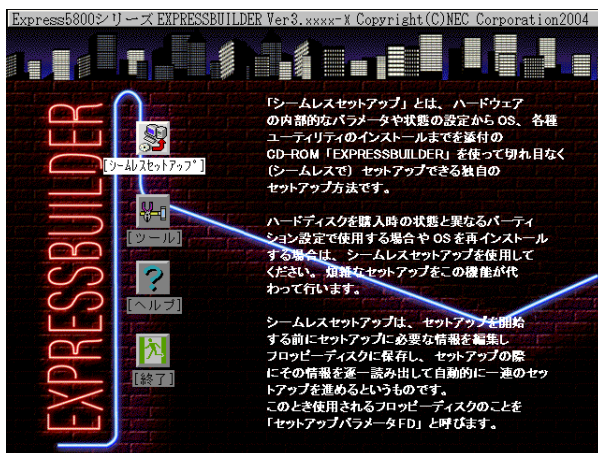 Express5800シリーズ EXPRESSBUILDER Ver3.xxxx-X Copyright(C)NEC Corporation2004
EXPRESSBUILDER
[シームレスセットアップ]
[ツール]
[ヘルプ]
[終了]
「シームレスセットアップ」とは、ハードウェア
の内部的なパラメータや状態の設定から OS、各種
ユーティリティのインストールまでを添付の
CD-ROM「EXPRESSBUILDER」を使って切れ目なく
(シームレスで) セットアップできる独自の
セットアップ方法です。
ハードディスクを購入時の状態と異なるパーティ
ション設定で使用する場合や OS を再インストール
する場合は、シームレスセットアップを使用して
ください。煩雑なセットアップをこの機能が代
わって行います。
シームレスセットアップは、セットアップを開始
する前にセットアップに必要な情報を編集し
フロッピーディスクに保存し、セットアップの際
にその情報を逐一読み出して自動的に一連のセッ
トアップを進めるというものです。
このとき使用されるフロッピーディスクのことを
「セットアップパラメータFD」と呼びます。